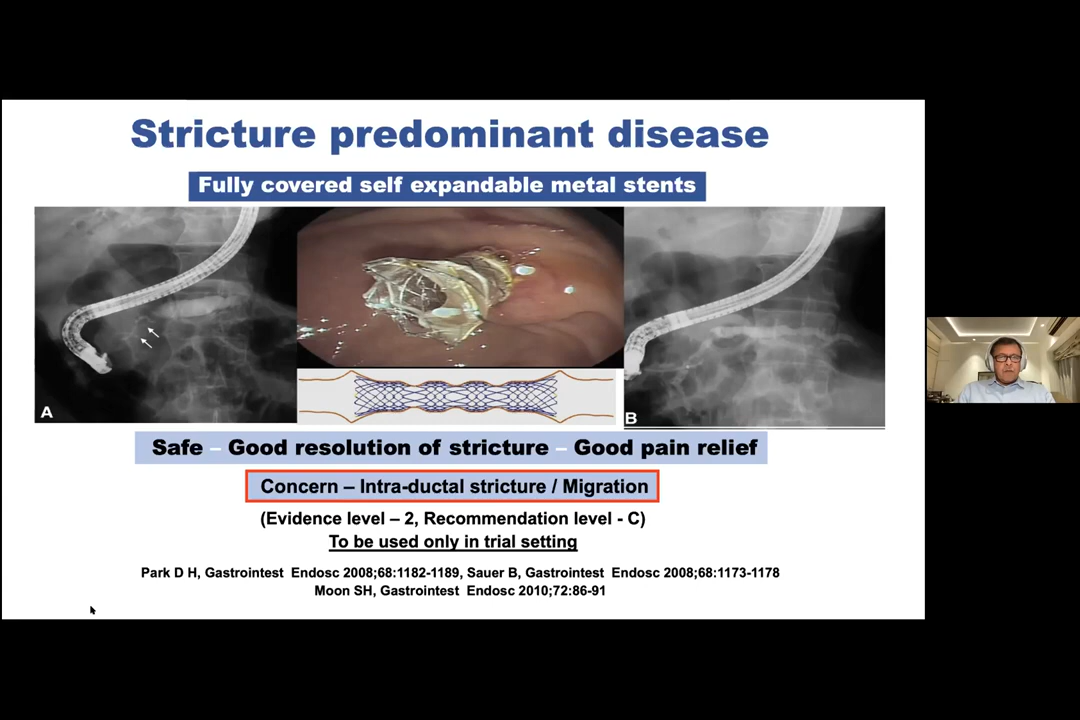 Stricture predominant disease
Fully covered self expandable metal stents
A
B
Safe – Good resolution of stricture – Good pain relief
Concern – Intra-ductal stricture / Migration
(Evidence level – 2, Recommendation level - C)
To be used only in trial setting
Park D H, Gastrointest Endosc 2008;68:1182-1189, Sauer B, Gastrointest Endosc 2008;68:1173-1178
Moon SH, Gastrointest Endosc 2010;72:86-91